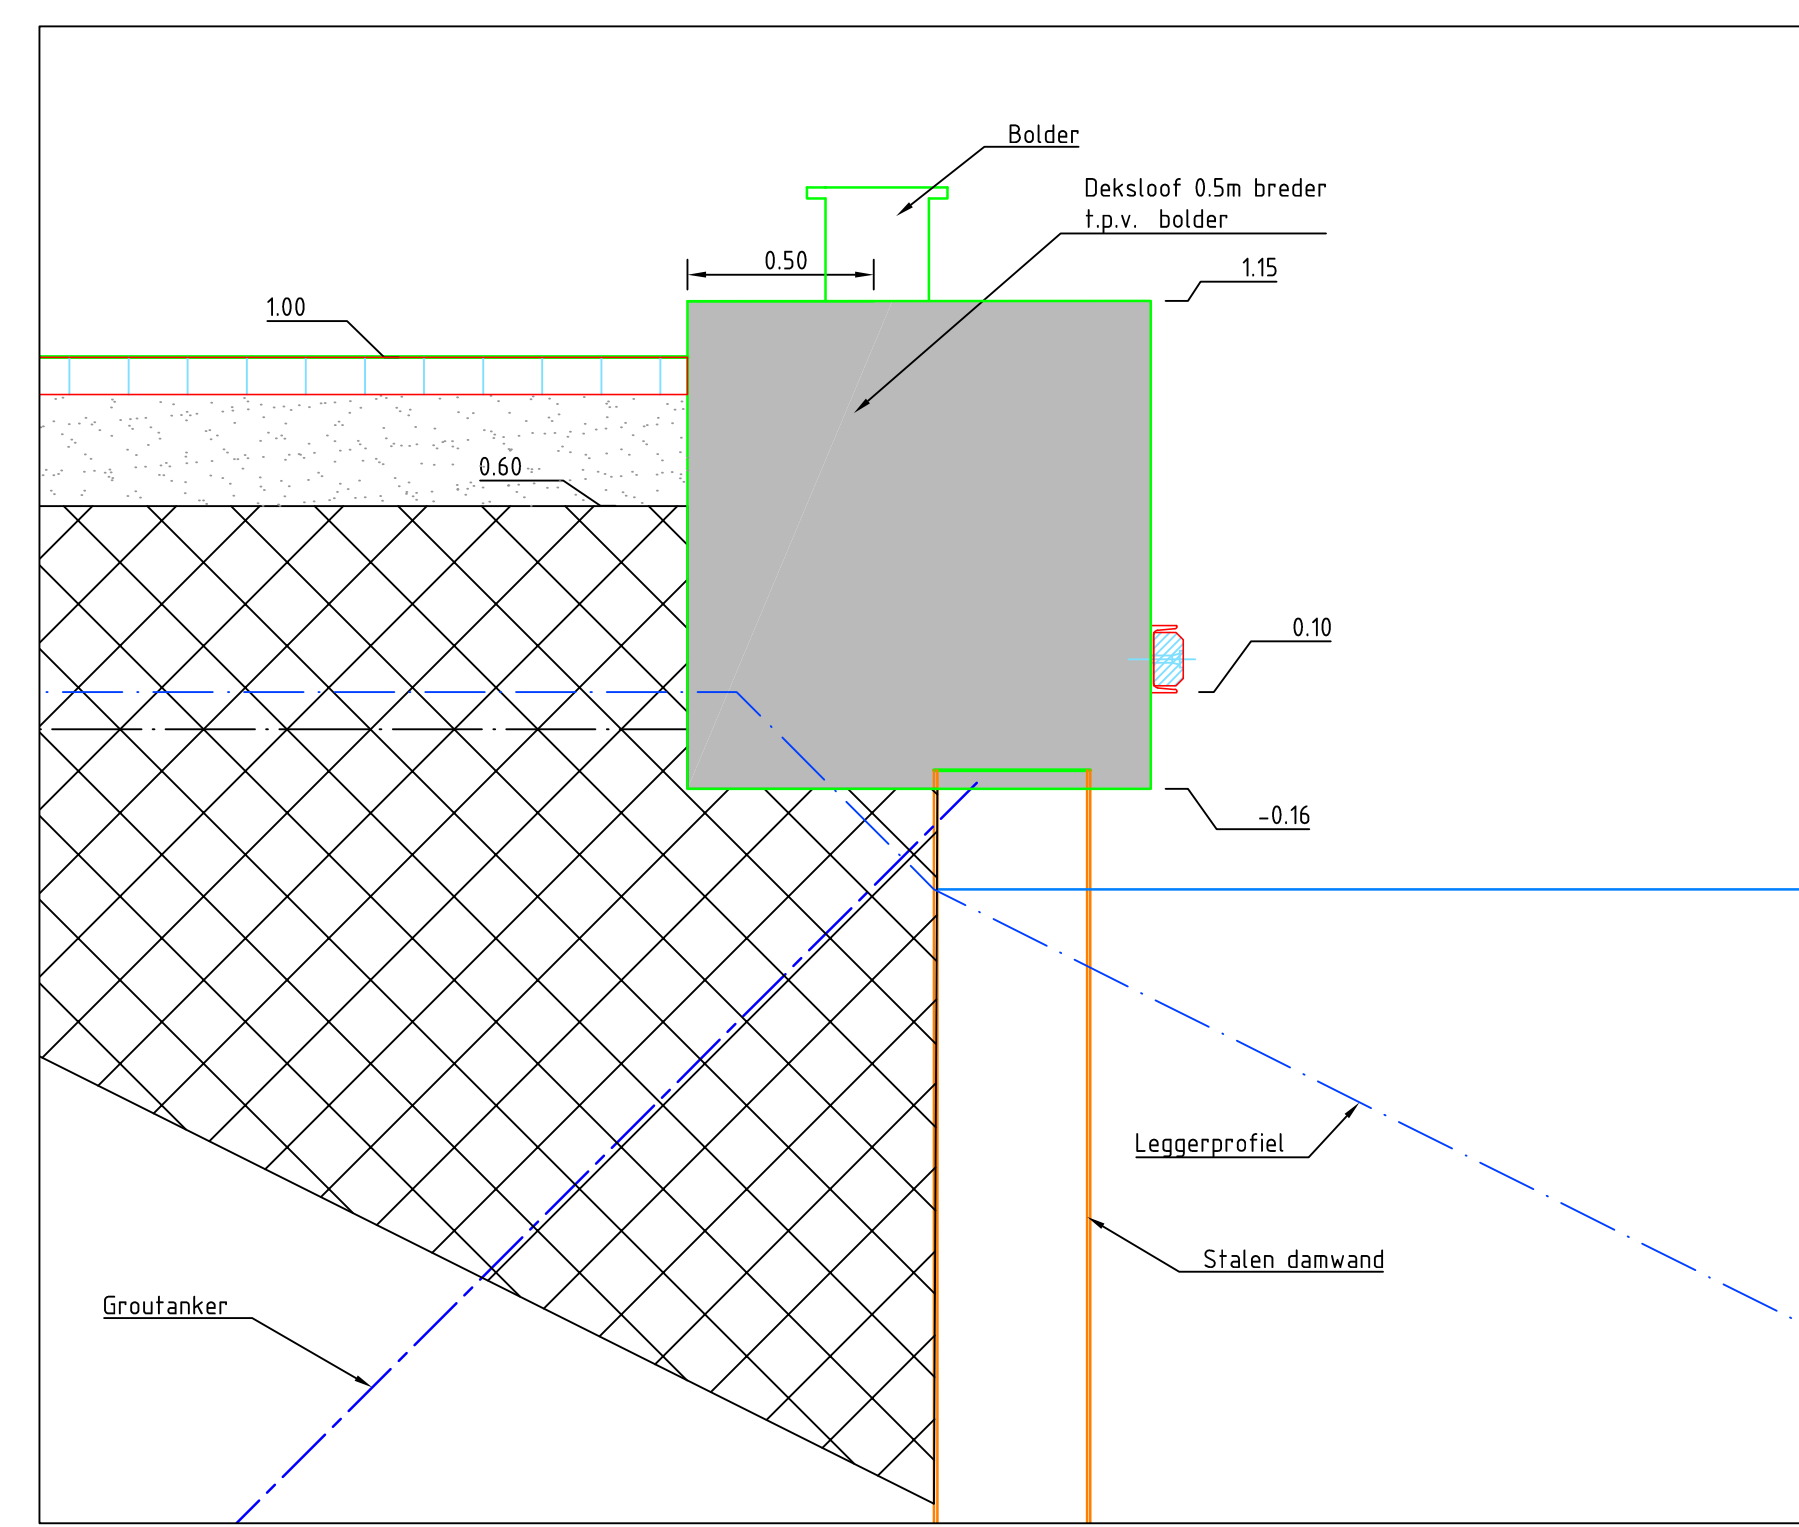 Bolder
Deksloof 0.5m breder
t.p.v. bolder
0.50
1.15
1.00
0.60
0.10
-0.16
Leggerprofiel
Stalen damwand
Groutanker